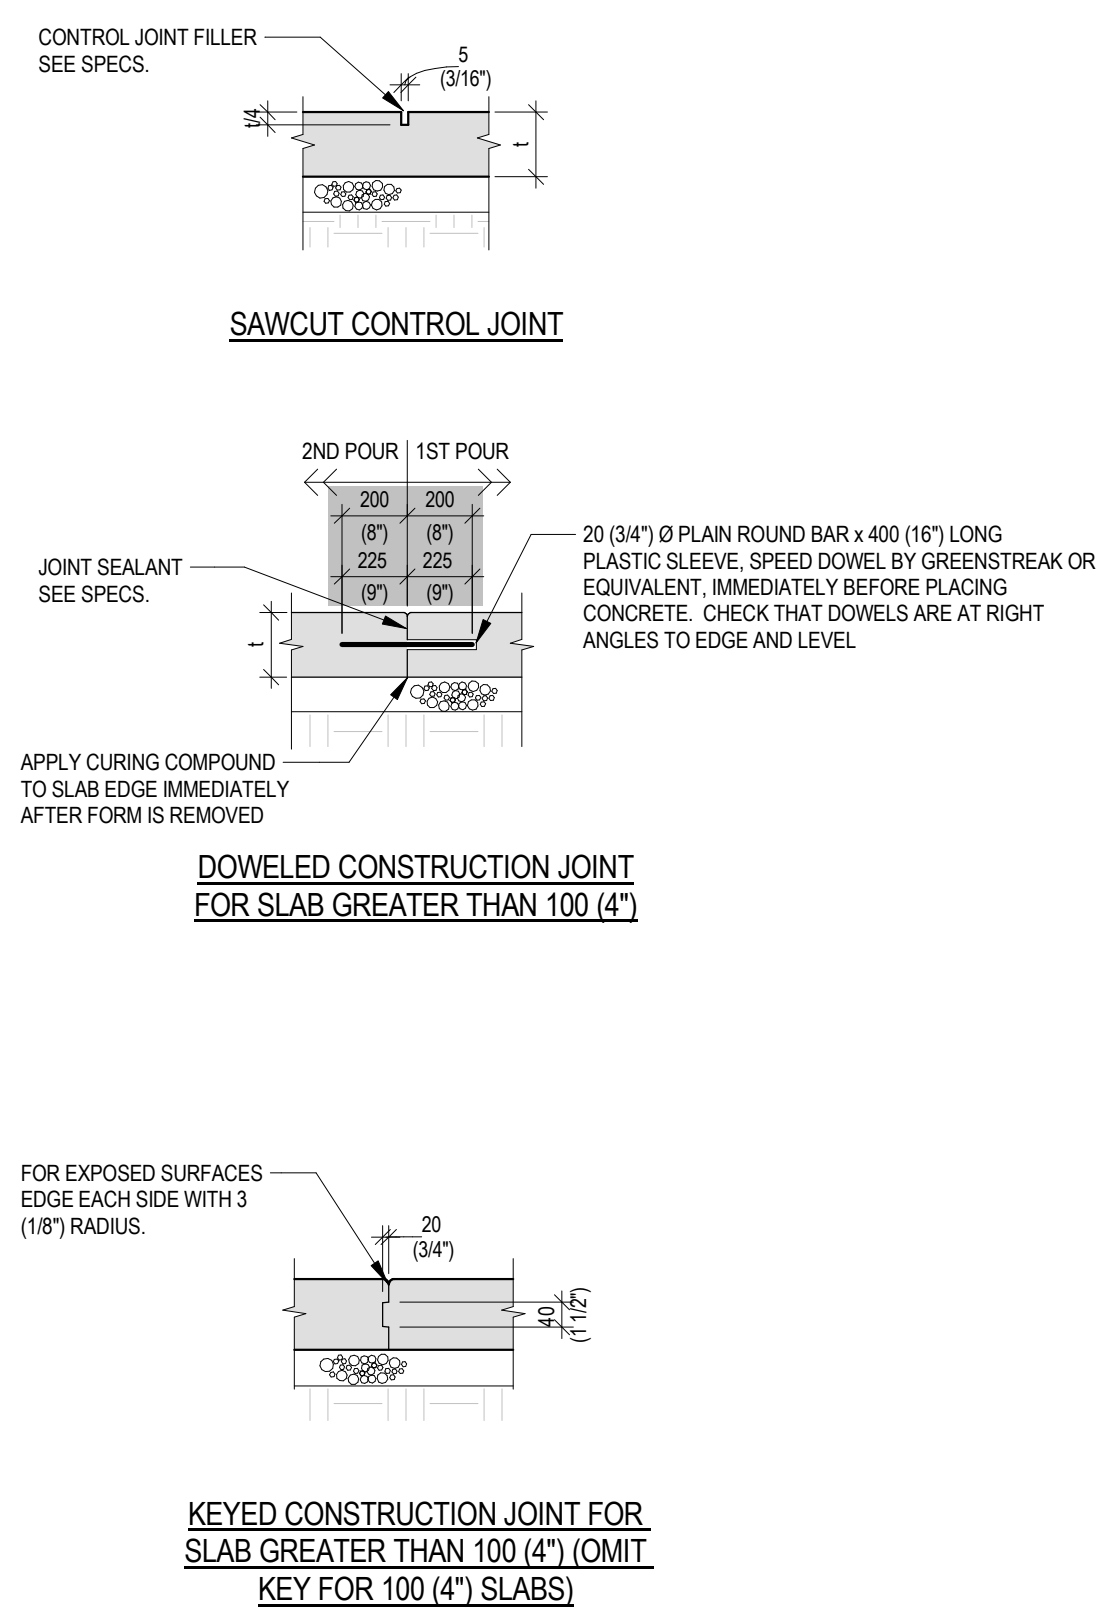 CONTROL JOINT FILLER
SEE SPECS.
5
(3/16")
t/4
t
SAWCUT CONTROL JOINT
2ND POUR
1ST POUR
200
200
(8")
(8")
225
225
(9")
(9")
JOINT SEALANT
SEE SPECS.
20 (3/4") Ø PLAIN ROUND BAR x 400 (16") LONG
PLASTIC SLEEVE, SPEED DOWEL BY GREENSTREAK OR
EQUIVALENT, IMMEDIATELY BEFORE PLACING
CONCRETE. CHECK THAT DOWELS ARE AT RIGHT
ANGLES TO EDGE AND LEVEL
t
APPLY CURING COMPOUND
TO SLAB EDGE IMMEDIATELY
AFTER FORM IS REMOVED
DOWELED CONSTRUCTION JOINT
FOR SLAB GREATER THAN 100 (4")
FOR EXPOSED SURFACES
EDGE EACH SIDE WITH 3
(1/8") RADIUS.
20
(3/4")
40
(1 1/2")
KEYED CONSTRUCTION JOINT FOR
SLAB GREATER THAN 100 (4") (OMIT
KEY FOR 100 (4") SLABS)